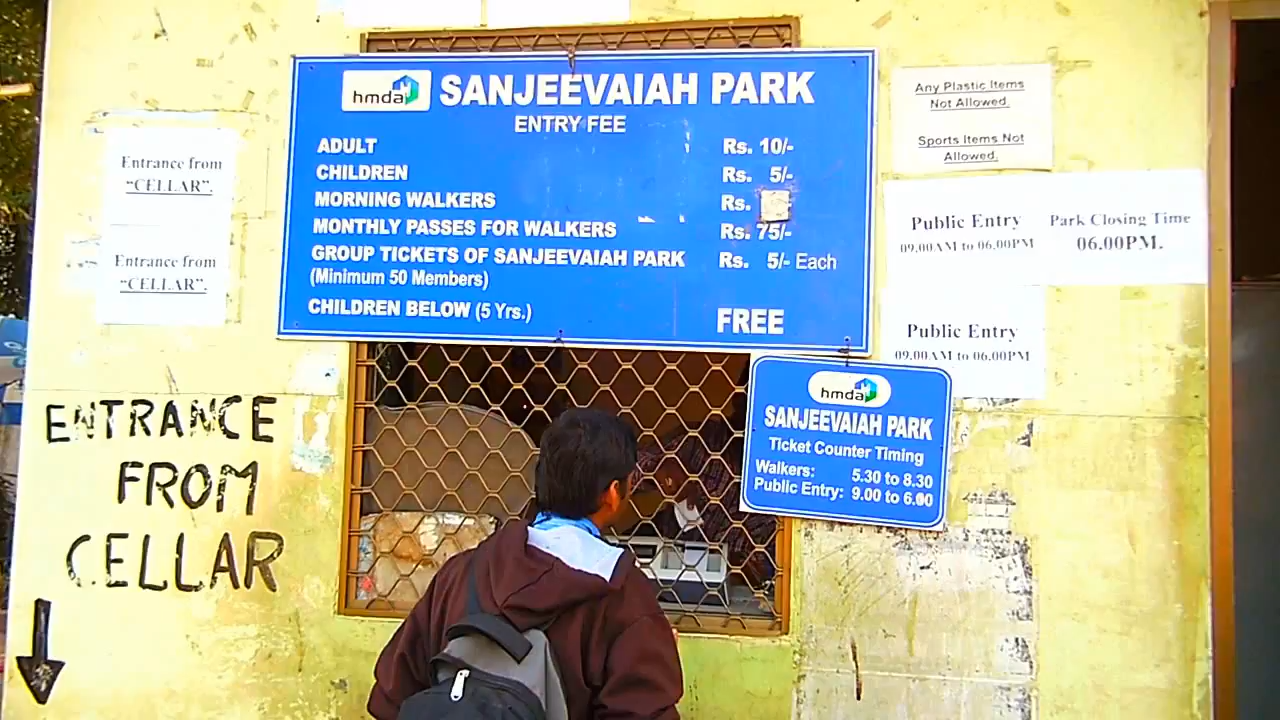 hmda SANJEEVAIAH PARK
ENTRY FEE
ADULT Rs. 10/-
CHILDREN Rs. 5/-
MORNING WALKERS Rs.
MONTHLY PASSES FOR WALKERS Rs. 75/-
GROUP TICKETS OF SANJEEVAIAH PARK Rs. 5/- Each
(Minimum 50 Members)
CHILDREN BELOW (5 Yrs.) FREE
Entrance from
“CELLAR”.
Entrance from
“CELLAR”.
Any Plastic Items
Not Allowed.
Sports Items Not
Allowed.
Public Entry
09.00AM to 06.00PM
Park Closing Time
06.00PM.
Public Entry
09.00AM to 06.00PM
hmda
SANJEEVAIAH PARK
Ticket Counter Timing
Walkers: 5.30 to 8.30
Public Entry: 9.00 to 6.00
ENTRANCE
FROM
CELLAR